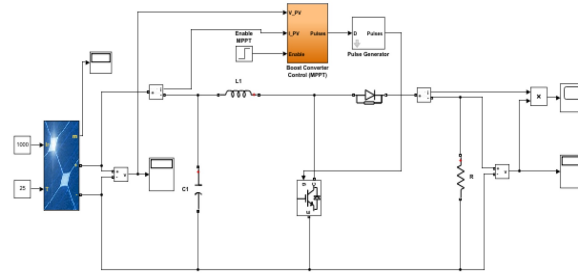 V_PV
I_PV
Pulses
Enable
D
Pulses
Enable
MPPT
Boost Converter
Control (MPPT)
Pulse Generator
L1
1000
25
C1
R